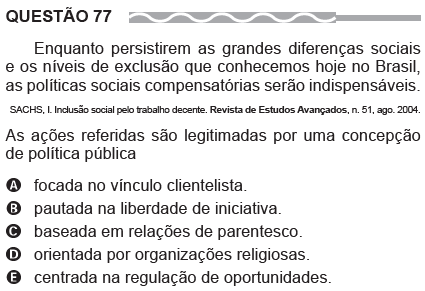 QUESTÃO 77
Enquanto persistirem as grandes diferenças sociais
e os níveis de exclusão que conhecemos hoje no Brasil,
as políticas sociais compensatórias serão indispensáveis.
SACHS, I. Inclusão social pelo trabalho decente. Revista de Estudos Avançados, n. 51, ago. 2004.
As ações referidas são legitimadas por uma concepção
de política pública
A focada no vínculo clientelista.
B pautada na liberdade de iniciativa.
C baseada em relações de parentesco.
D orientada por organizações religiosas.
E centrada na regulação de oportunidades.